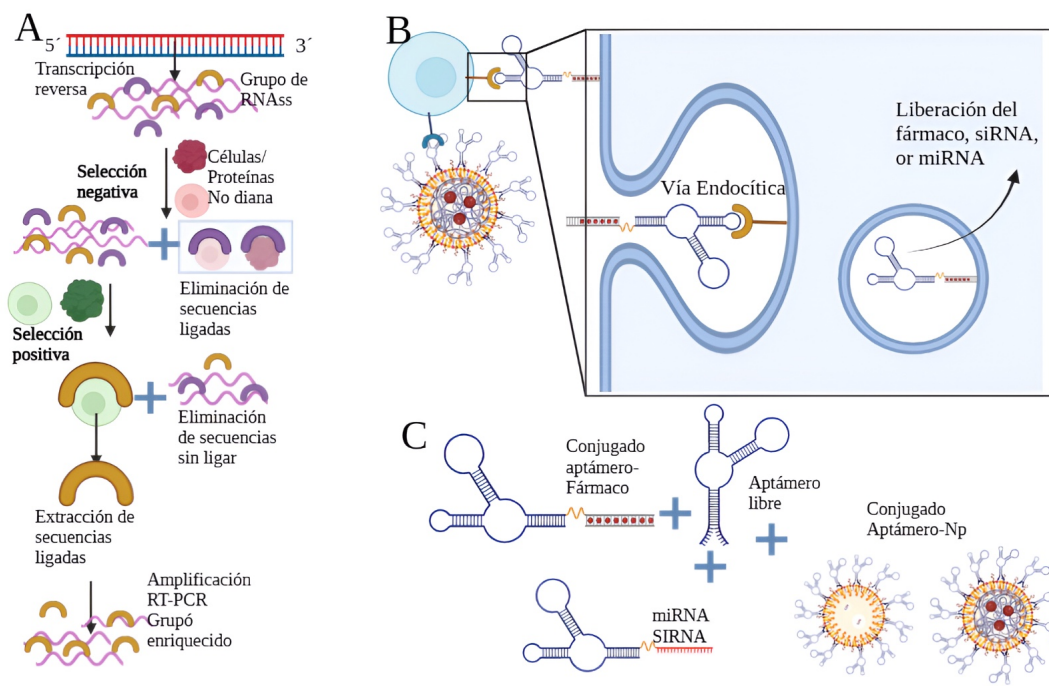 A
5´
3´
Transcripción
reversa
Grupo de
RNAss
Selección
negativa
Células/
Proteínas
No diana
Eliminación de
secuencias
ligadas
Selección
positiva
Eliminación
de secuencias
sin ligar
Extracción de
secuencias
ligadas
Amplificación
RT-PCR
Grupó
enriquecido
B
Vía Endocítica
Liberación del
fármaco, siRNA,
or miRNA
C
Conjugado
aptámero-
Fármaco
Aptámero
libre
Conjugado
Aptámero-Np
miRNA
SIRNA